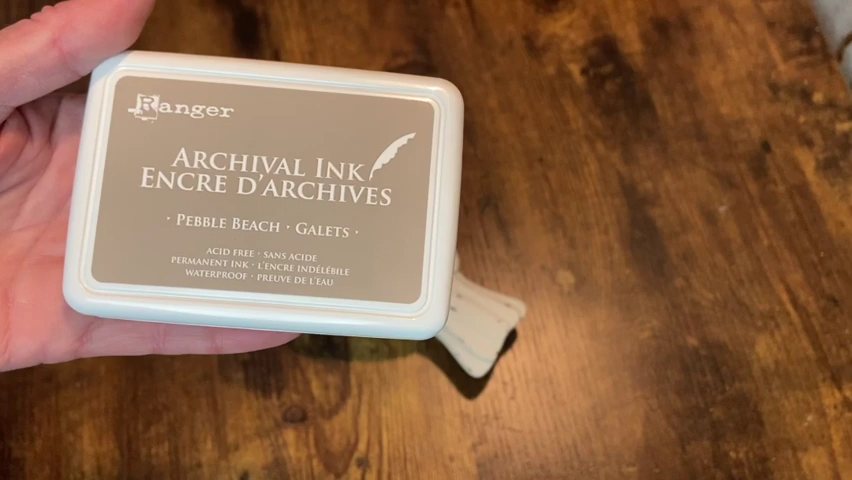 Ranger
ARCHIVAL INK
ENCRE D'ARCHIVES
· PEBBLE BEACH · GALETS ·
ACID FREE · SANS ACIDE
PERMANENT INK · L'ENCRE INDÉLÉBILE
WATERPROOF · PREUVE DE L'EAU